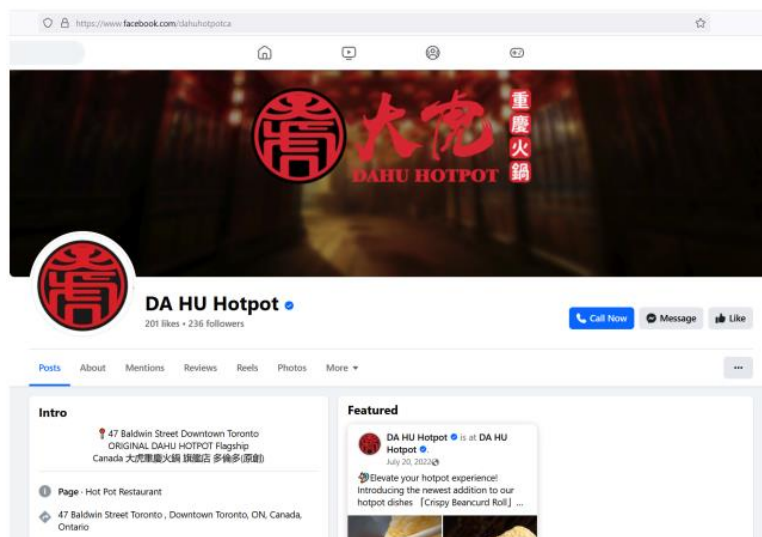 https://www.facebook.com/dahuhotpotca
大虎
DAHU HOTPOT
重慶火鍋
DA HU Hotpot
201 likes • 236 followers
Call Now
Message
Like
Posts About Mentions Reviews Reels Photos More
Intro
47 Baldwin Street Downtown Toronto
ORIGINAL DAHU HOTPOT Flagship
Canada 大虎重慶火鍋 旗艦店 多倫多(原創)
Page · Hot Pot Restaurant
47 Baldwin Street Toronto , Downtown Toronto, ON, Canada,
Ontario
Featured
DA HU Hotpot is at DA HU
Hotpot .
July 20, 2022
Elevate your hotpot experience!
Introducing the newest addition to our
hotpot dishes 「Crispy Beancurd Roll」 ...